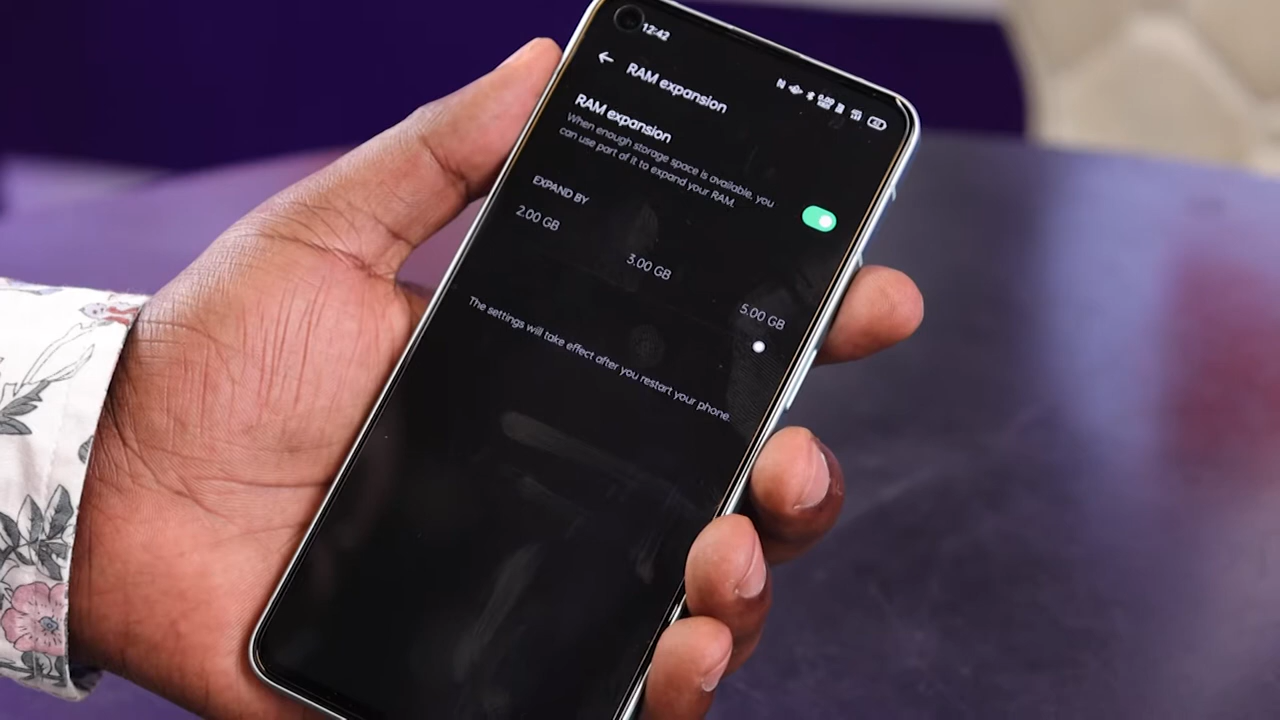 12:42
RAM expansion
RAM expansion
When enough storage space is available, you
can use part of it to expand your RAM.
EXPAND BY
2.00 GB
3.00 GB
5.00 GB
The settings will take effect after you restart your phone.